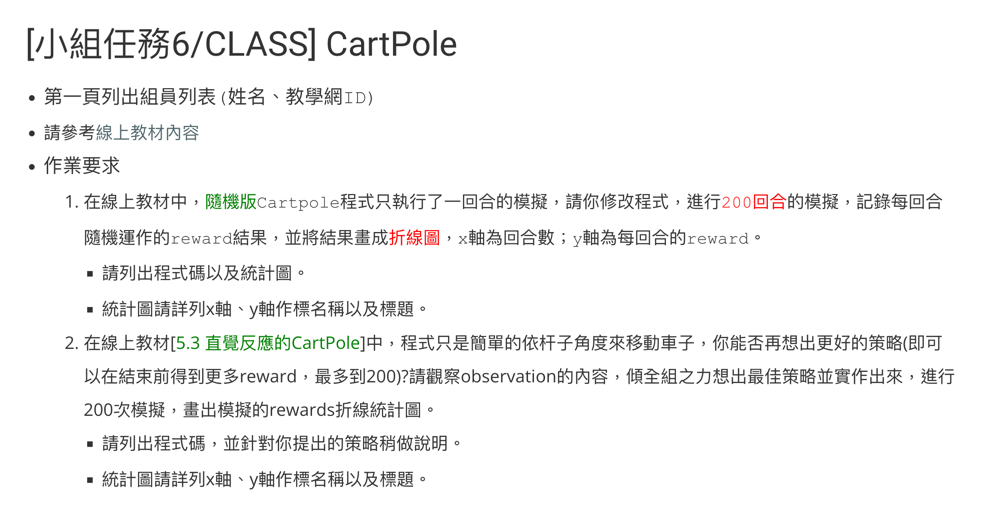 [小組任務6/CLASS] CartPole
• 第一頁列出組員列表(姓名、教學網ID)
• 請參考線上教材內容
• 作業要求
1. 在線上教材中，隨機版Cartpole程式只執行了一回合的模擬，請你修改程式，進行200回合的模擬，記錄每回合
隨機運作的reward結果，並將結果畫成折線圖，x軸為回合數；y軸為每回合的reward。
▪ 請列出程式碼以及統計圖。
▪ 統計圖請詳列x軸、y軸作標名稱以及標題。
2. 在線上教材[5.3 直覺反應的CartPole]中，程式只是簡單的依杆子角度來移動車子，你能否再想出更好的策略(即可
以在結束前得到更多reward，最多到200)?請觀察observation的內容，傾全組之力想出最佳策略並實作出來，進行
200次模擬，畫出模擬的rewards折線統計圖。
▪ 請列出程式碼，並針對你提出的策略稍做說明。
▪ 統計圖請詳列x軸、y軸作標名稱以及標題。